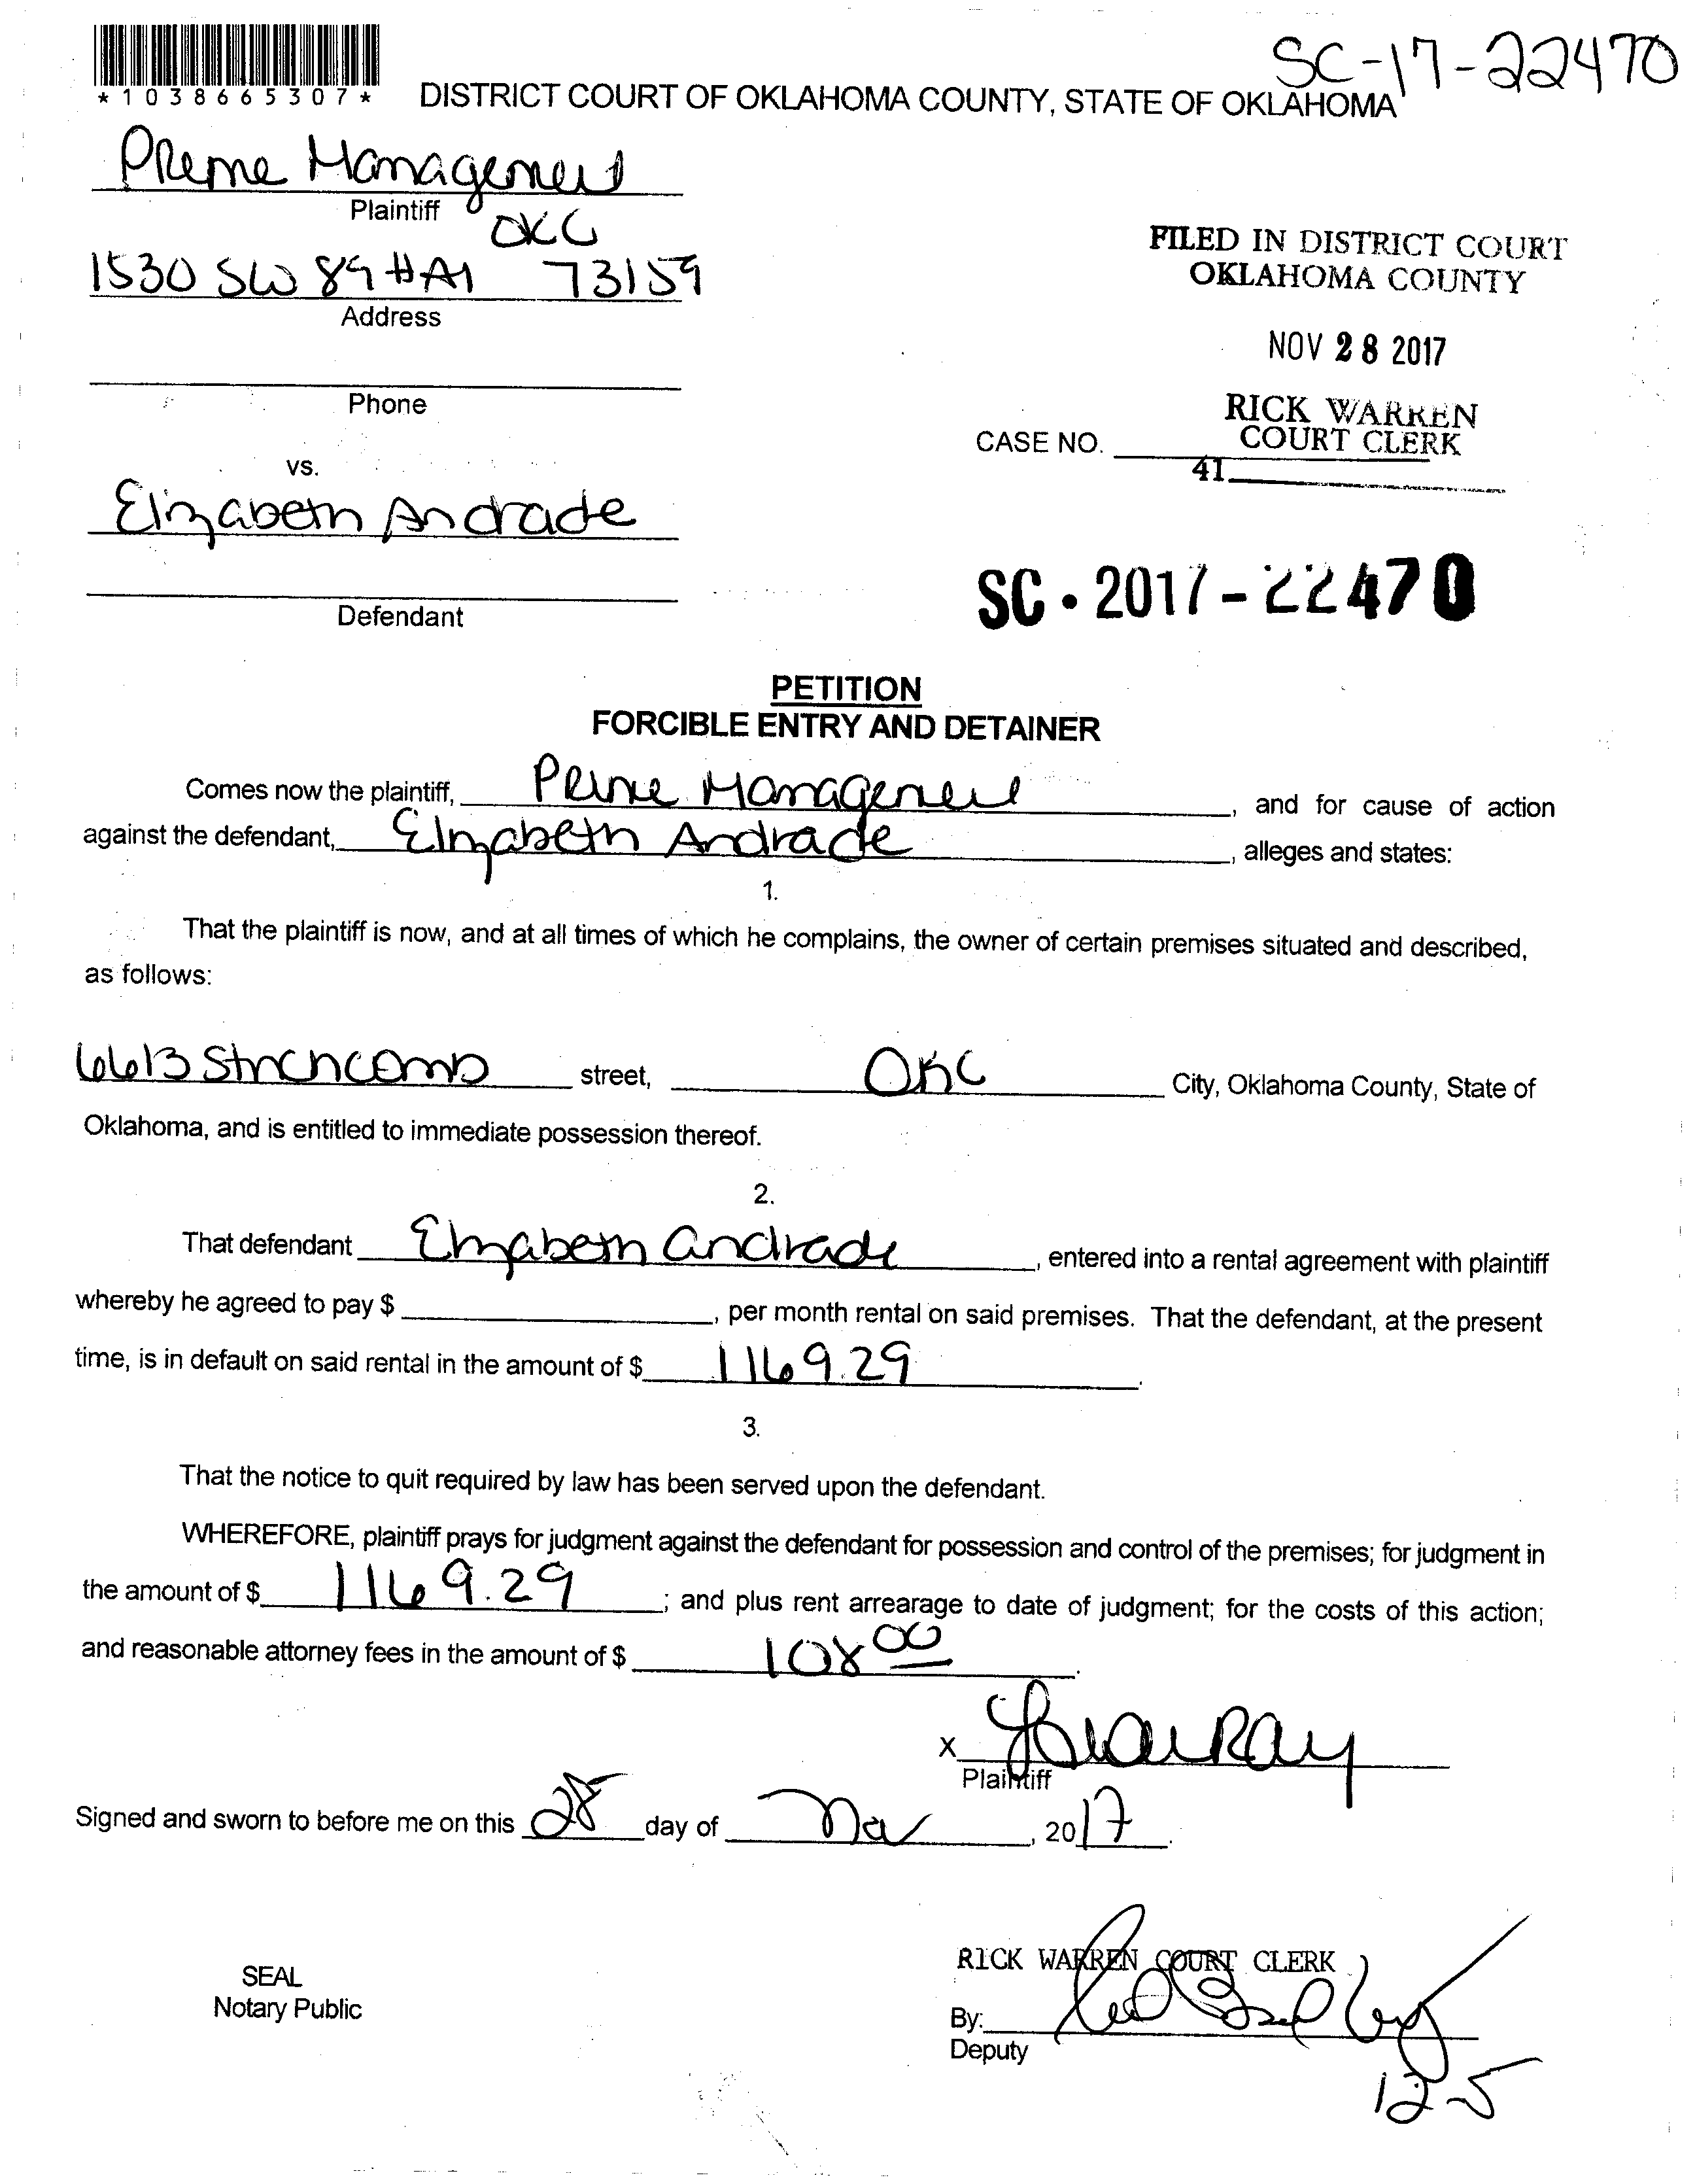 SC-17-22470
*1038665307*
DISTRICT COURT OF OKLAHOMA COUNTY, STATE OF OKLAHOMA
Preme Management
Plaintiff
OKC
1530 SW 89 #A1 73159
Address
FILED IN DISTRICT COURT
OKLAHOMA COUNTY
NOV 28 2017
RICK WARREN
COURT CLERK
Phone
CASE NO.
41
vs.
Elizabeth Andrade
Defendant
SC-2017-22470
PETITION
FORCIBLE ENTRY AND DETAINER
Comes now the plaintiff, Prime Management, and for cause of action
against the defendant, Elizabeth Andrade, alleges and states:
1.
That the plaintiff is now, and at all times of which he complains, the owner of certain premises situated and described,
as follows:
6613 Stinchcomb street, OKC City, Oklahoma County, State of
Oklahoma, and is entitled to immediate possession thereof.
2.
That defendant Elizabeth Andrade, entered into a rental agreement with plaintiff
whereby he agreed to pay $, per month rental on said premises. That the defendant, at the present
time, is in default on said rental in the amount of $ 1169.29.
3.
That the notice to quit required by law has been served upon the defendant.
WHEREFORE, plaintiff prays for judgment against the defendant for possession and control of the premises; for judgment in
the amount of $ 1169.29; and plus rent arrearage to date of judgment; for the costs of this action;
and reasonable attorney fees in the amount of $ 108 00.
X
Plaintiff
Signed and sworn to before me on this 28 day of Nov, 2017.
SEAL
Notary Public
RICK WARREN COURT CLERK
By:
Deputy
12-5